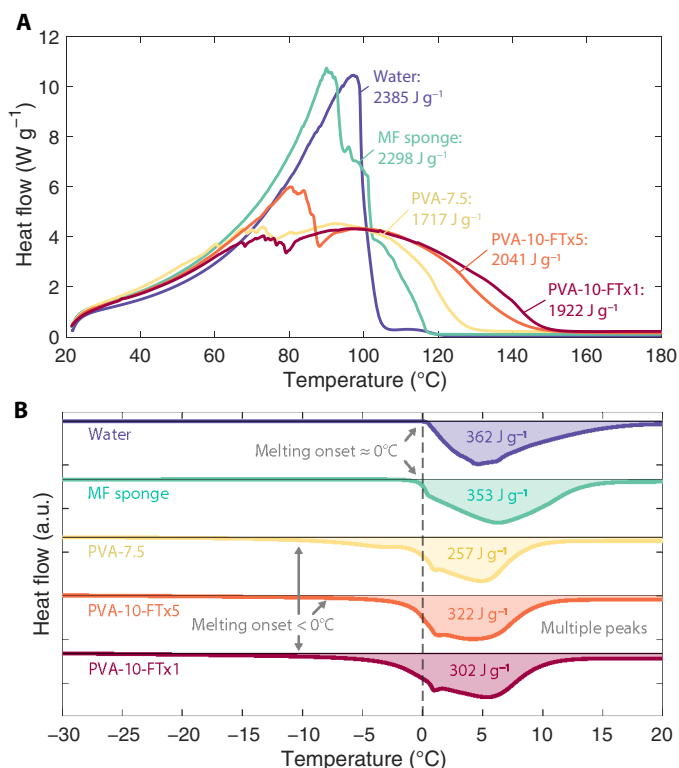 A
12
10
8
6
4
2
0
Heat flow (W g⁻¹)
Water:
2385 J g⁻¹
MF sponge:
2298 J g⁻¹
PVA-7.5:
1717 J g⁻¹
PVA-10-FTx5:
2041 J g⁻¹
PVA-10-FTx1:
1922 J g⁻¹
20 40 60 80 100 120 140 160 180
Temperature (°C)
B
Heat flow (a.u.)
Water
362 J g⁻¹
Melting onset ≈ 0°C
MF sponge
353 J g⁻¹
PVA-7.5
257 J g⁻¹
PVA-10-FTx5
322 J g⁻¹
Melting onset < 0°C
Multiple peaks
PVA-10-FTx1
302 J g⁻¹
−30 −25 −20 −15 −10 −5 0 5 10 15 20
Temperature (°C)